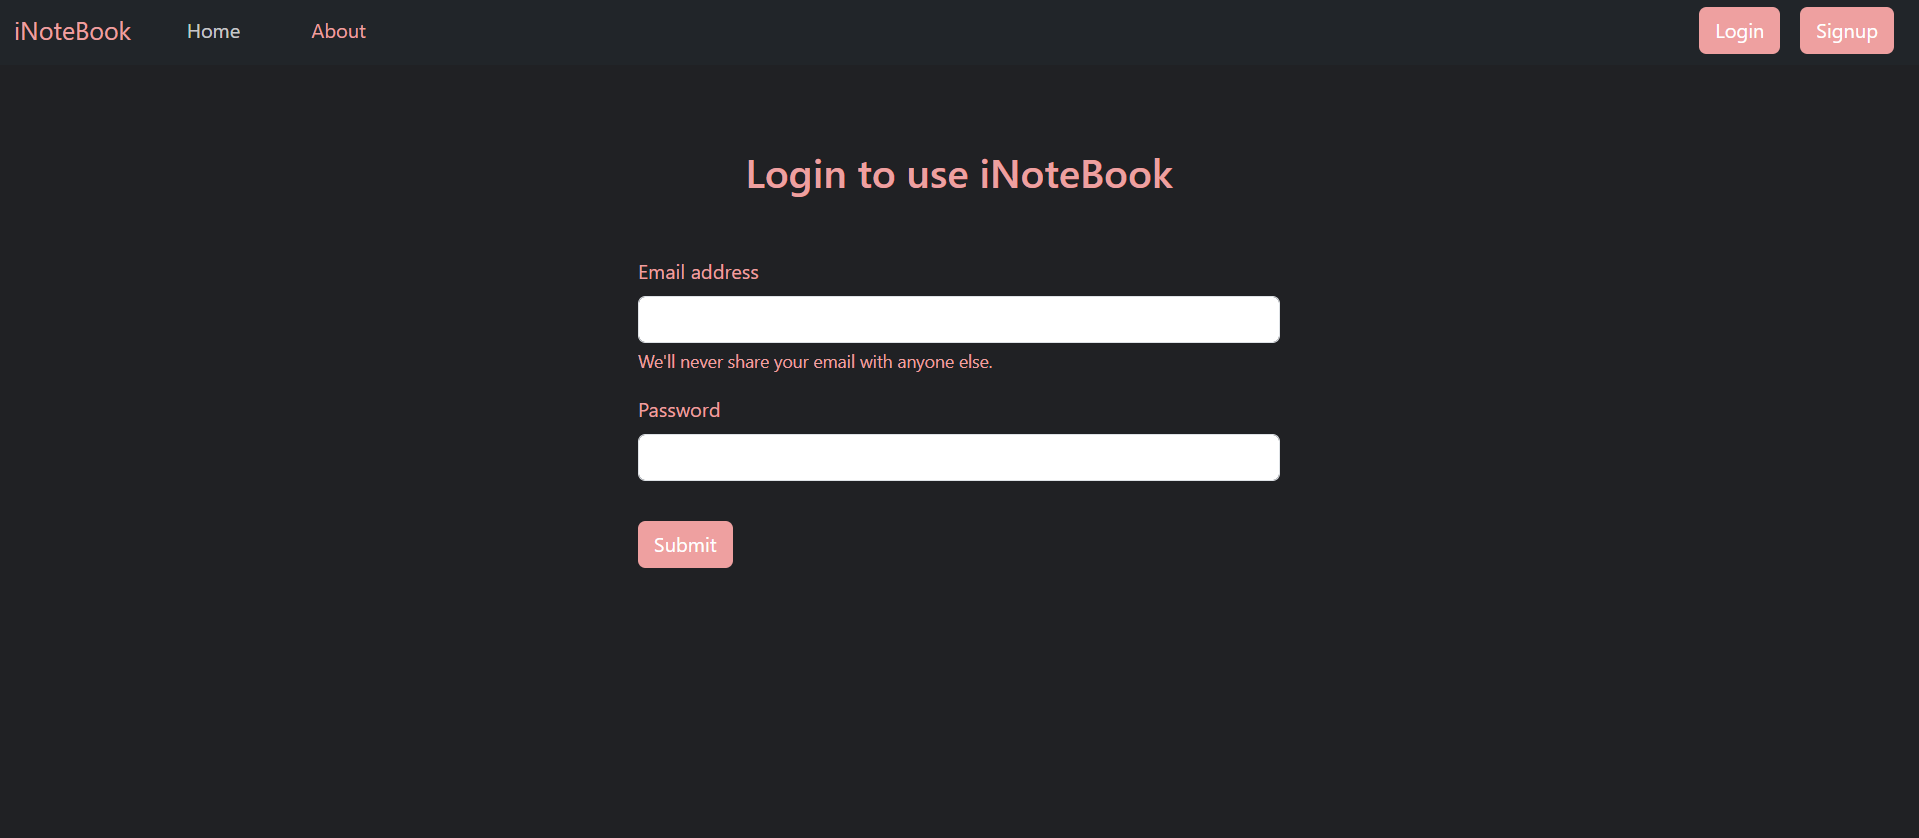 iNoteBook Home About Login Signup
Login to use iNoteBook
Email address
We'll never share your email with anyone else.
Password
Submit